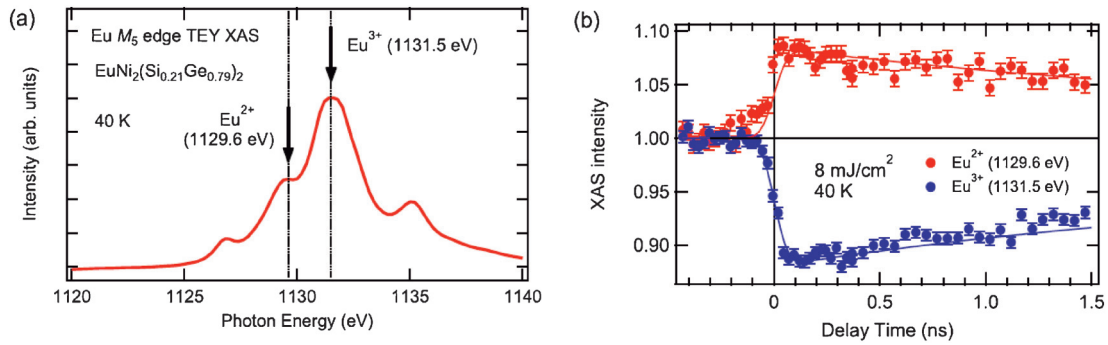 (a)
Intensity (arb. units)
Eu M5 edge TEY XAS
EuNi2(Si0.21Ge0.79)2
40 K
Eu2+
(1129.6 eV)
Eu3+ (1131.5 eV)
1120
1125
1130
1135
1140
Photon Energy (eV)
(b)
XAS intensity
1.10
1.05
1.00
0.95
0.90
8 mJ/cm2
40 K
Eu2+ (1129.6 eV)
Eu3+ (1131.5 eV)
0
0.5
1.0
1.5
Delay Time (ns)